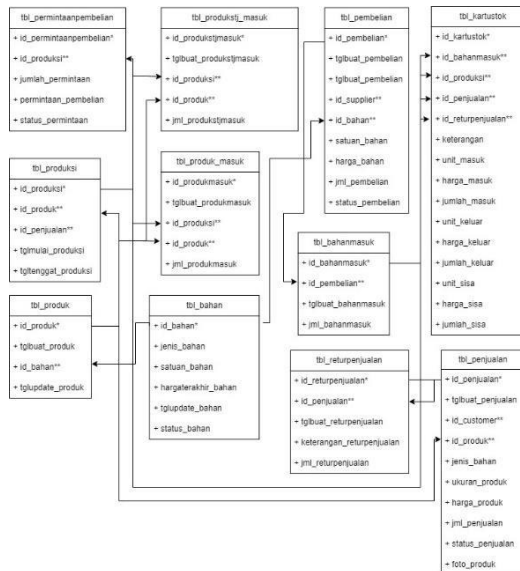 tbl_permintaanpembelian
+ id_permintaanpembelian*
+ id_produksi**
+ jumlah_permintaan
+ permintaan_pembelian
+ status_permintaan
tbl_produkstj_masuk
+ id_produkstjmasuk*
+ tglbuat_produkstjmasuk
+ id_produksi**
+ id_produk**
+ jml_produkstjmasuk
tbl_pembelian
+ id_pembelian*
+ tglbuat_pembelian
+ tglbuat_pembelian
+ id_supplier**
+ id_bahan**
+ satuan_bahan
+ harga_bahan
+ jml_pembelian
+ status_pembelian
tbl_kartustok
+ id_kartustok*
+ id_bahanmasuk**
+ id_produksi**
+ id_penjualan**
+ id_returpenjualan**
+ keterangan
+ unit_masuk
+ harga_masuk
+ jumlah_masuk
+ unit_keluar
+ harga_keluar
+ jumlah_keluar
+ unit_sisa
+ harga_sisa
+ jumlah_sisa
tbl_produksi
+ id_produksi*
+ id_produk**
+ id_penjualan**
+ tglmulai_produksi
+ tgltenggat_produksi
tbl_produk_masuk
+ id_produkmasuk*
+ tglbuat_produkmasuk
+ id_produksi**
+ id_produk**
+ jml_produkmasuk
tbl_bahanmasuk
+ id_bahanmasuk*
+ id_pembelian**
+ tglbuat_bahanmasuk
+ jml_bahanmasuk
tbl_produk
+ id_produk*
+ tglbuat_produk
+ id_bahan**
+ tglupdate_produk
tbl_bahan
+ id_bahan*
+ jenis_bahan
+ satuan_bahan
+ hargaterakhir_bahan
+ tglupdate_bahan
+ status_bahan
tbl_returpenjualan
+ id_returpenjualan*
+ id_penjualan**
+ tglbuat_returpenjualan
+ keterangan_returpenjualan
+ jml_returpenjualan
tbl_penjualan
+ id_penjualan*
+ tglbuat_penjualan
+ id_customer**
+ id_produk**
+ jenis_bahan
+ ukuran_produk
+ harga_produk
+ jml_penjualan
+ status_penjualan
+ foto_produk